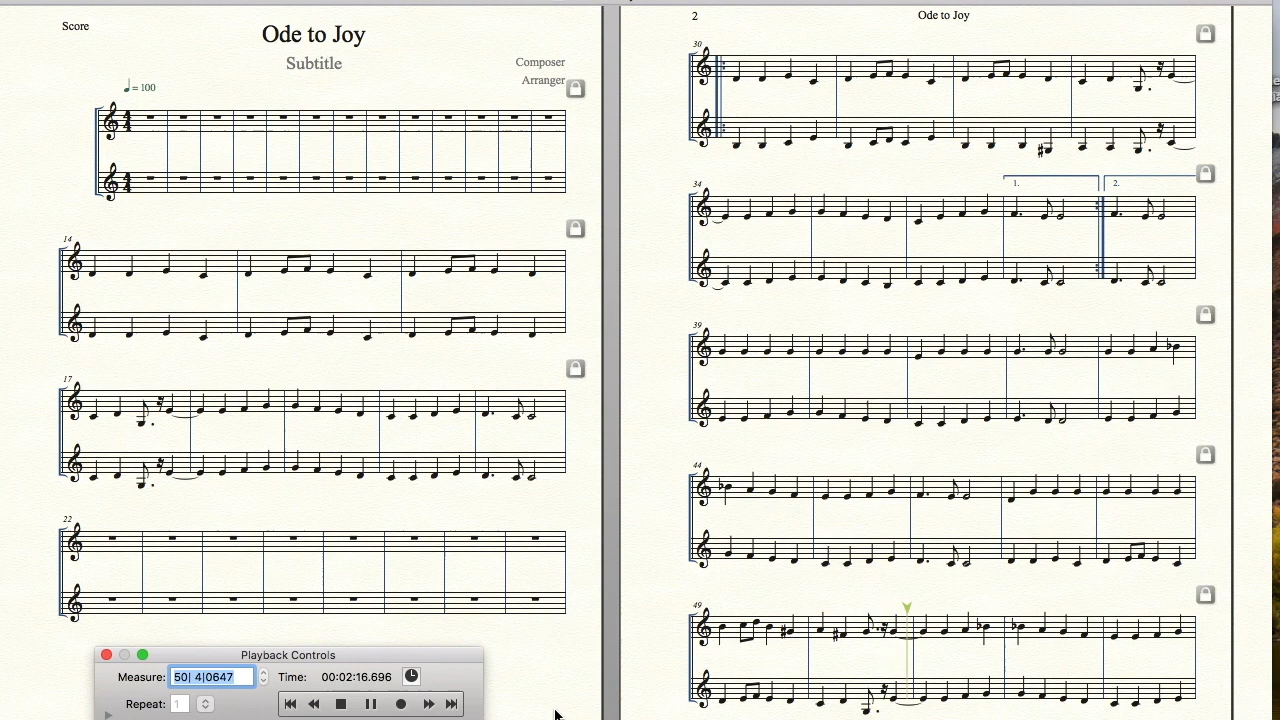 Score
Ode to Joy
Subtitle
Composer
Arranger
= 100
14
17
22
Playback Controls
Measure: 50| 4|0647 Time: 00:02:16.696
Repeat: 1
2 Ode to Joy
30
34
1. 2.
39
44
49